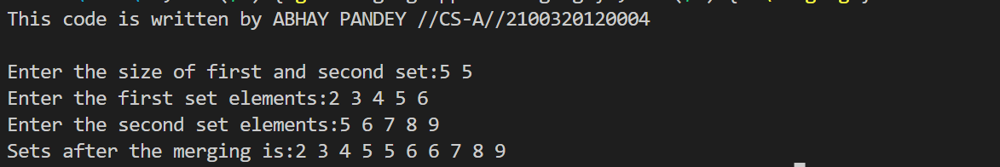 This code is written by ABHAY PANDEY //CS-A//2100320120004
Enter the size of first and second set:5 5
Enter the first set elements:2 3 4 5 6
Enter the second set elements:5 6 7 8 9
Sets after the merging is:2 3 4 5 5 6 6 7 8 9